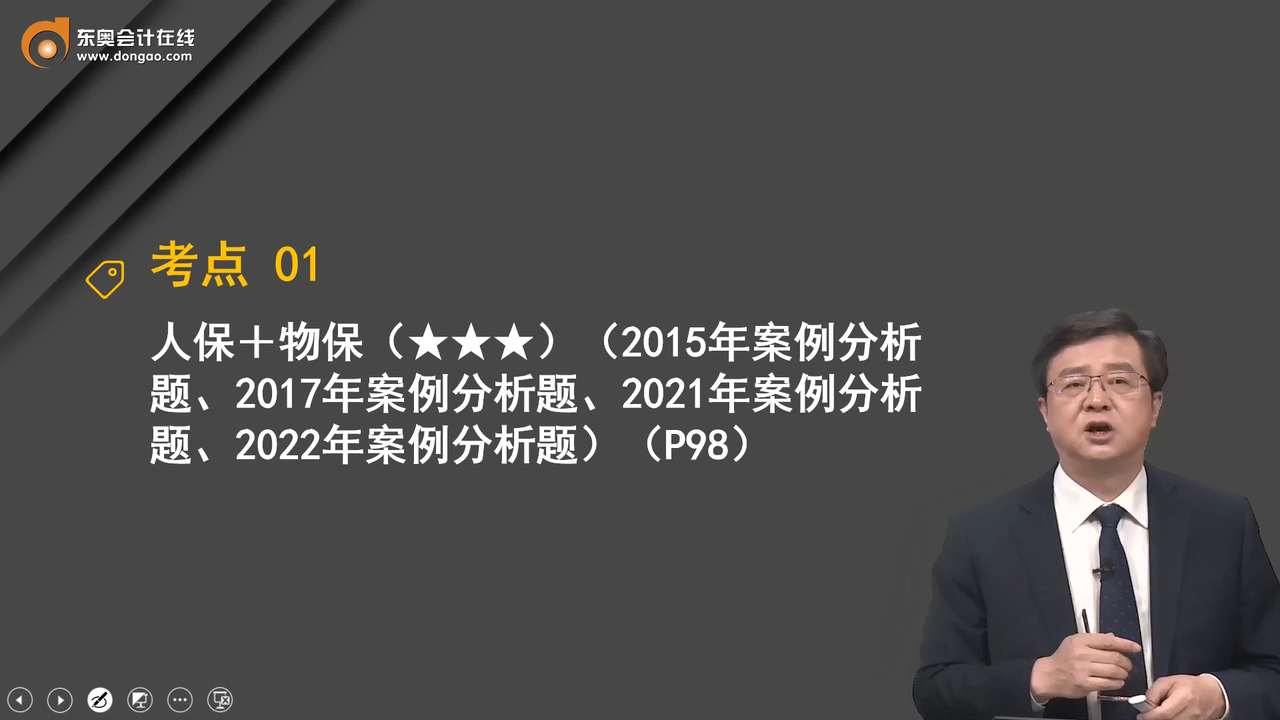 东奥会计在线
www.dongao.com
考点 01
人保＋物保（★★★）（2015年案例分析
题、2017年案例分析题、2021年案例分析
题、2022年案例分析题）（P98）